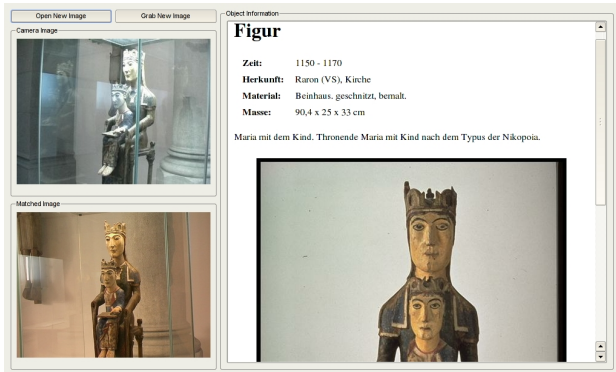 Open New Image
Grab New Image
Camera Image
Matched Image
Object Information
Figur
Zeit: 1150 - 1170
Herkunft: Raron (VS), Kirche
Material: Beinhaus. geschnitzt, bemalt.
Masse: 90,4 x 25 x 33 cm
Maria mit dem Kind. Thronende Maria mit Kind nach dem Typus der Nikopoia.